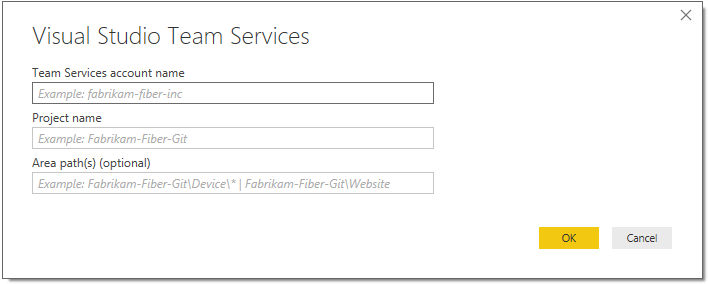 Visual Studio Team Services
Team Services account name
Example: fabrikam-fiber-inc
Project name
Example: Fabrikam-Fiber-Git
Area path(s) (optional)
Example: Fabrikam-Fiber-Git\Device\* | Fabrikam-Fiber-Git\Website
OK
Cancel